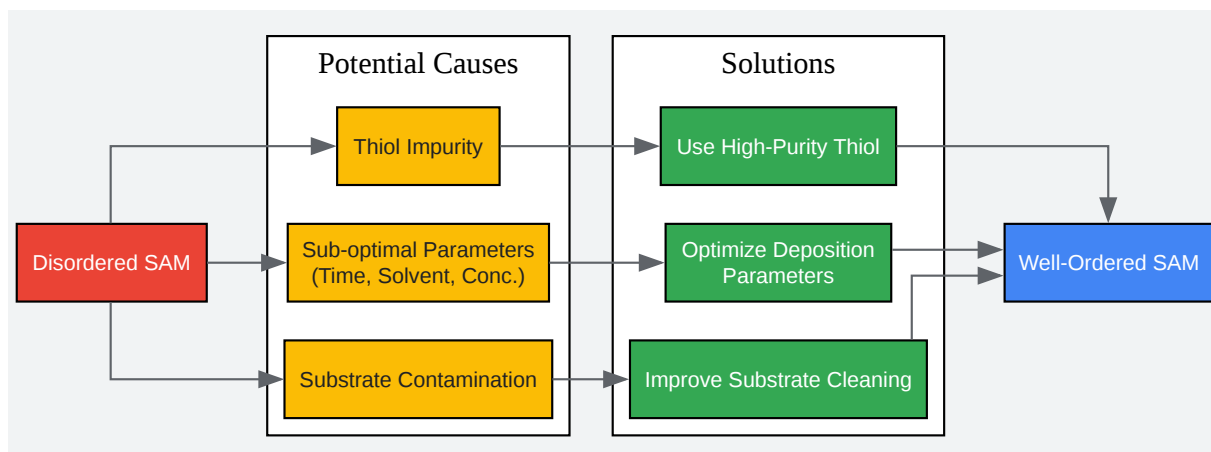 Potential Causes
Solutions
Thiol Impurity
Use High-Purity Thiol
Disordered SAM
Sub-optimal Parameters
(Time, Solvent, Conc.)
Optimize Deposition
Parameters
Well-Ordered SAM
Substrate Contamination
Improve Substrate Cleaning